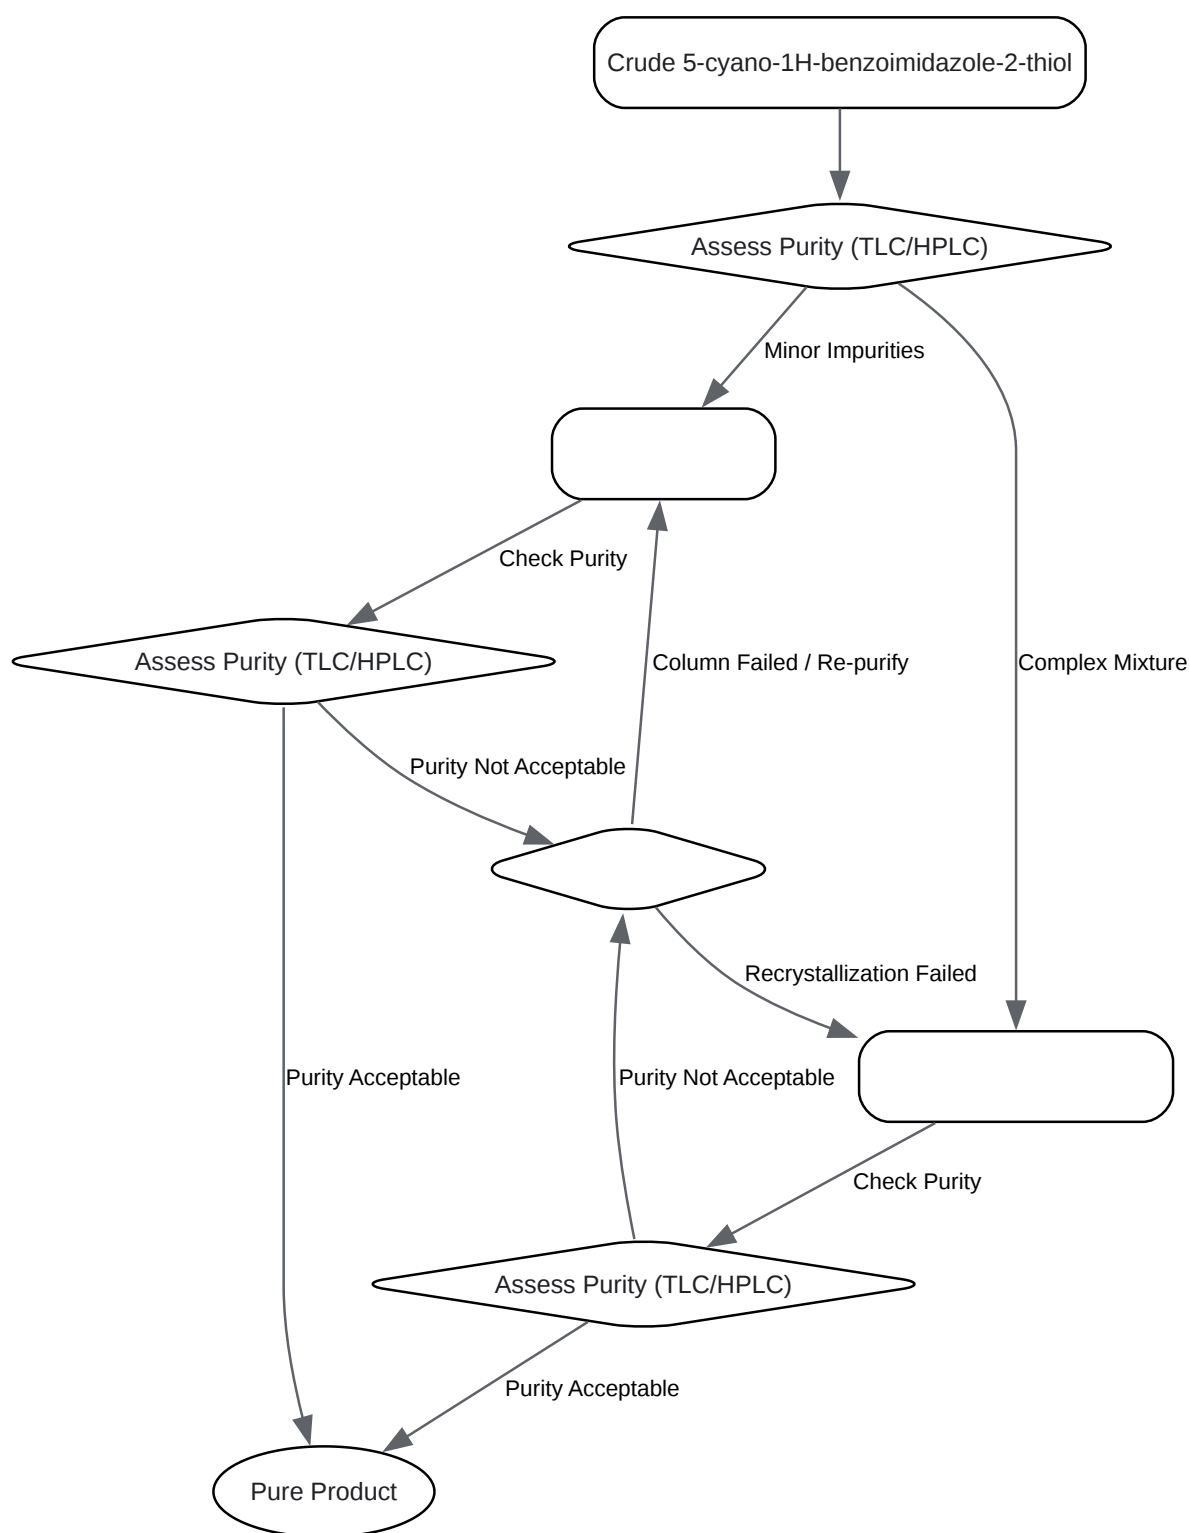 Crude 5-cyano-1H-benzoimidazole-2-thiol
Assess Purity (TLC/HPLC)
Minor Impurities
Check Purity
Assess Purity (TLC/HPLC)
Column Failed / Re-purify
Complex Mixture
Purity Not Acceptable
Recrystallization Failed
Purity Acceptable
Purity Not Acceptable
Check Purity
Assess Purity (TLC/HPLC)
Purity Acceptable
Pure Product